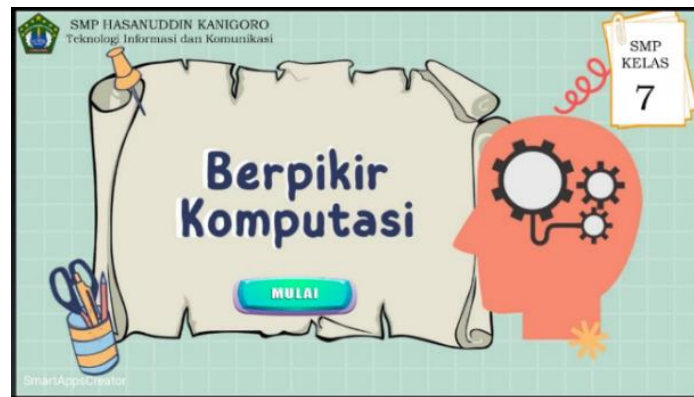 SMP HASANUDDIN KANIGORO
Teknologi Informasi dan Komunikasi
SMP
KELAS
7
Berpikir
Komputasi
MULAI
SmartAppsCreator